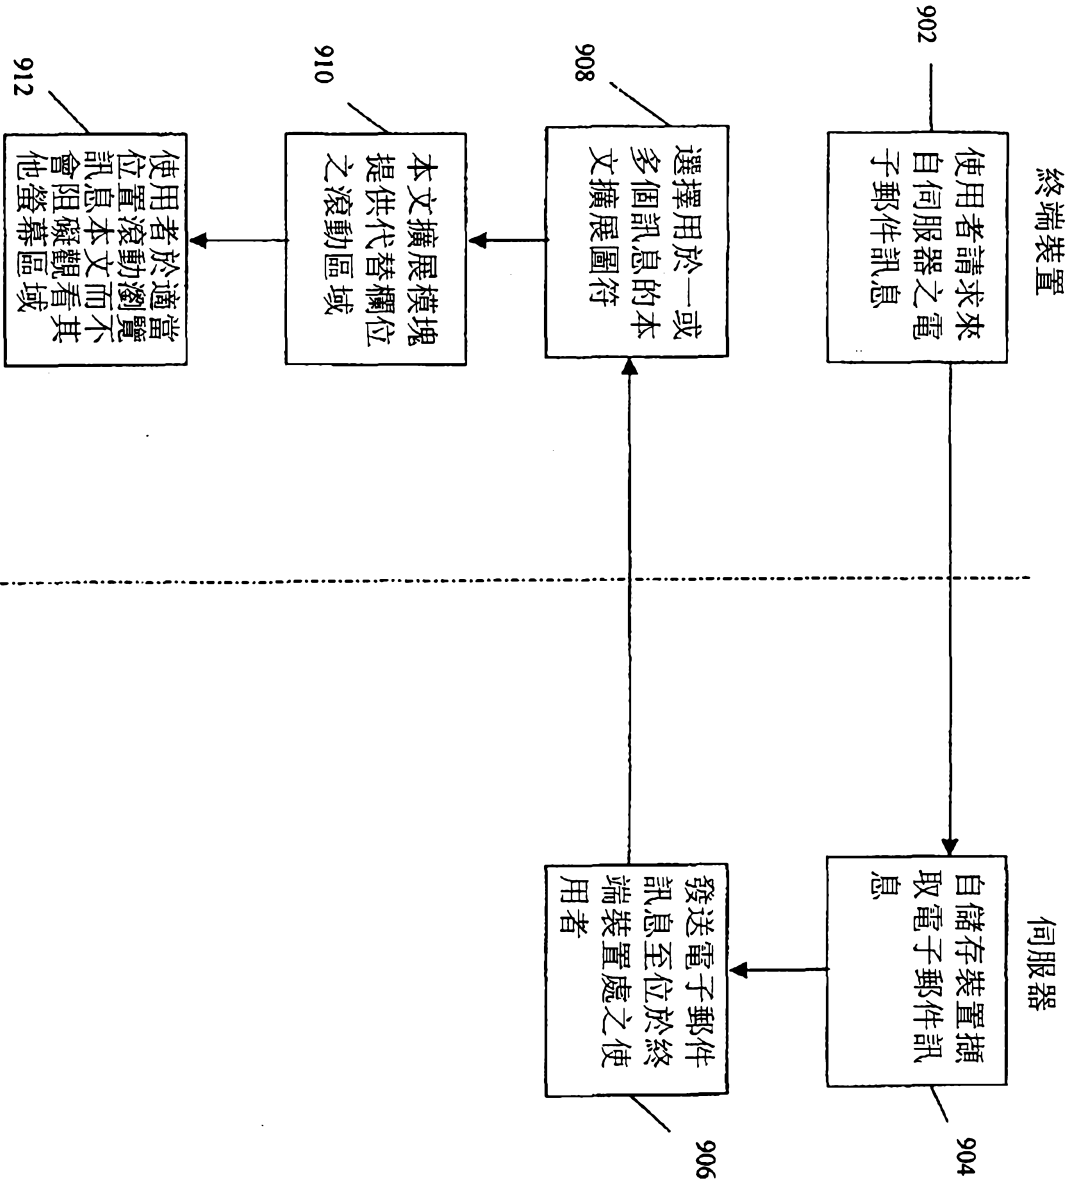 終端裝置
伺服器
902
使用者請求來
自伺服器之電
子郵件訊息
自儲存裝置擷
取電子郵件訊
息
904
908
選擇用於一或
多個訊息的本
文擴展圖符
發送電子郵件
訊息至位於終
端裝置處之使
用者
906
910
本文擴展模塊
提供代替欄位
之滾動區域
912
使用者於適當
位置滾動瀏覽
訊息本文而不
會阻礙觀看其
他螢幕區域